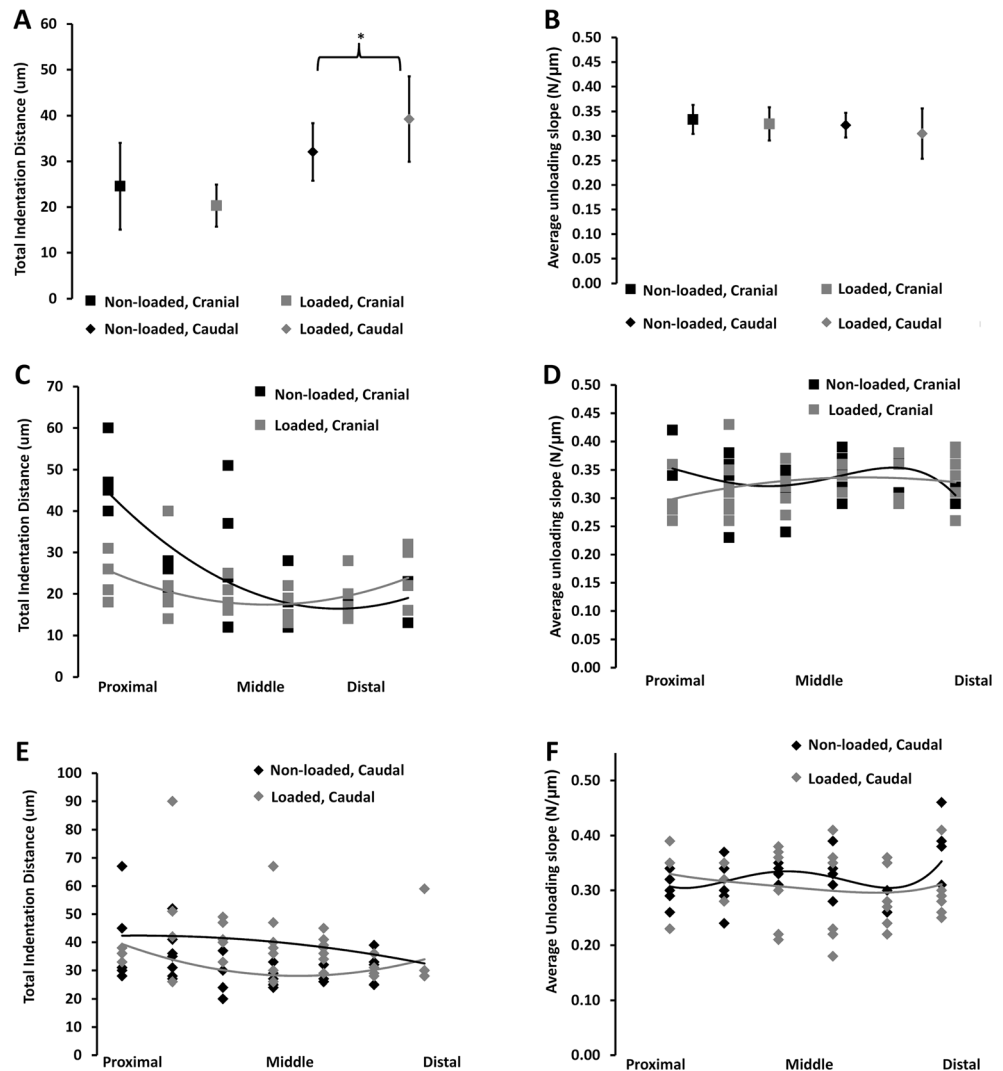 A
Total Indentation Distance (um)
60
50
40
30
20
10
0
*
Non-loaded, Cranial
Loaded, Cranial
Non-loaded, Caudal
Loaded, Caudal
B
Average unloading slope (N/µm)
0.50
0.45
0.40
0.35
0.30
0.25
0.20
0.15
0.10
0.05
0.00
Non-loaded, Cranial
Loaded, Cranial
Non-loaded, Caudal
Loaded, Caudal
C
Total Indentation Distance (um)
70
60
50
40
30
20
10
0
Non-loaded, Cranial
Loaded, Cranial
Proximal
Middle
Distal
D
Average unloading slope (N/µm)
0.50
0.45
0.40
0.35
0.30
0.25
0.20
0.15
0.10
0.05
0.00
Non-loaded, Cranial
Loaded, Cranial
Proximal
Middle
Distal
E
Total Indentation Distance (um)
100
90
80
70
60
50
40
30
20
10
0
Non-loaded, Caudal
Loaded, Caudal
Proximal
Middle
Distal
F
Average Unloading slope (N/µm)
0.50
0.40
0.30
0.20
0.10
0.00
Non-loaded, Caudal
Loaded, Caudal
Proximal
Middle
Distal